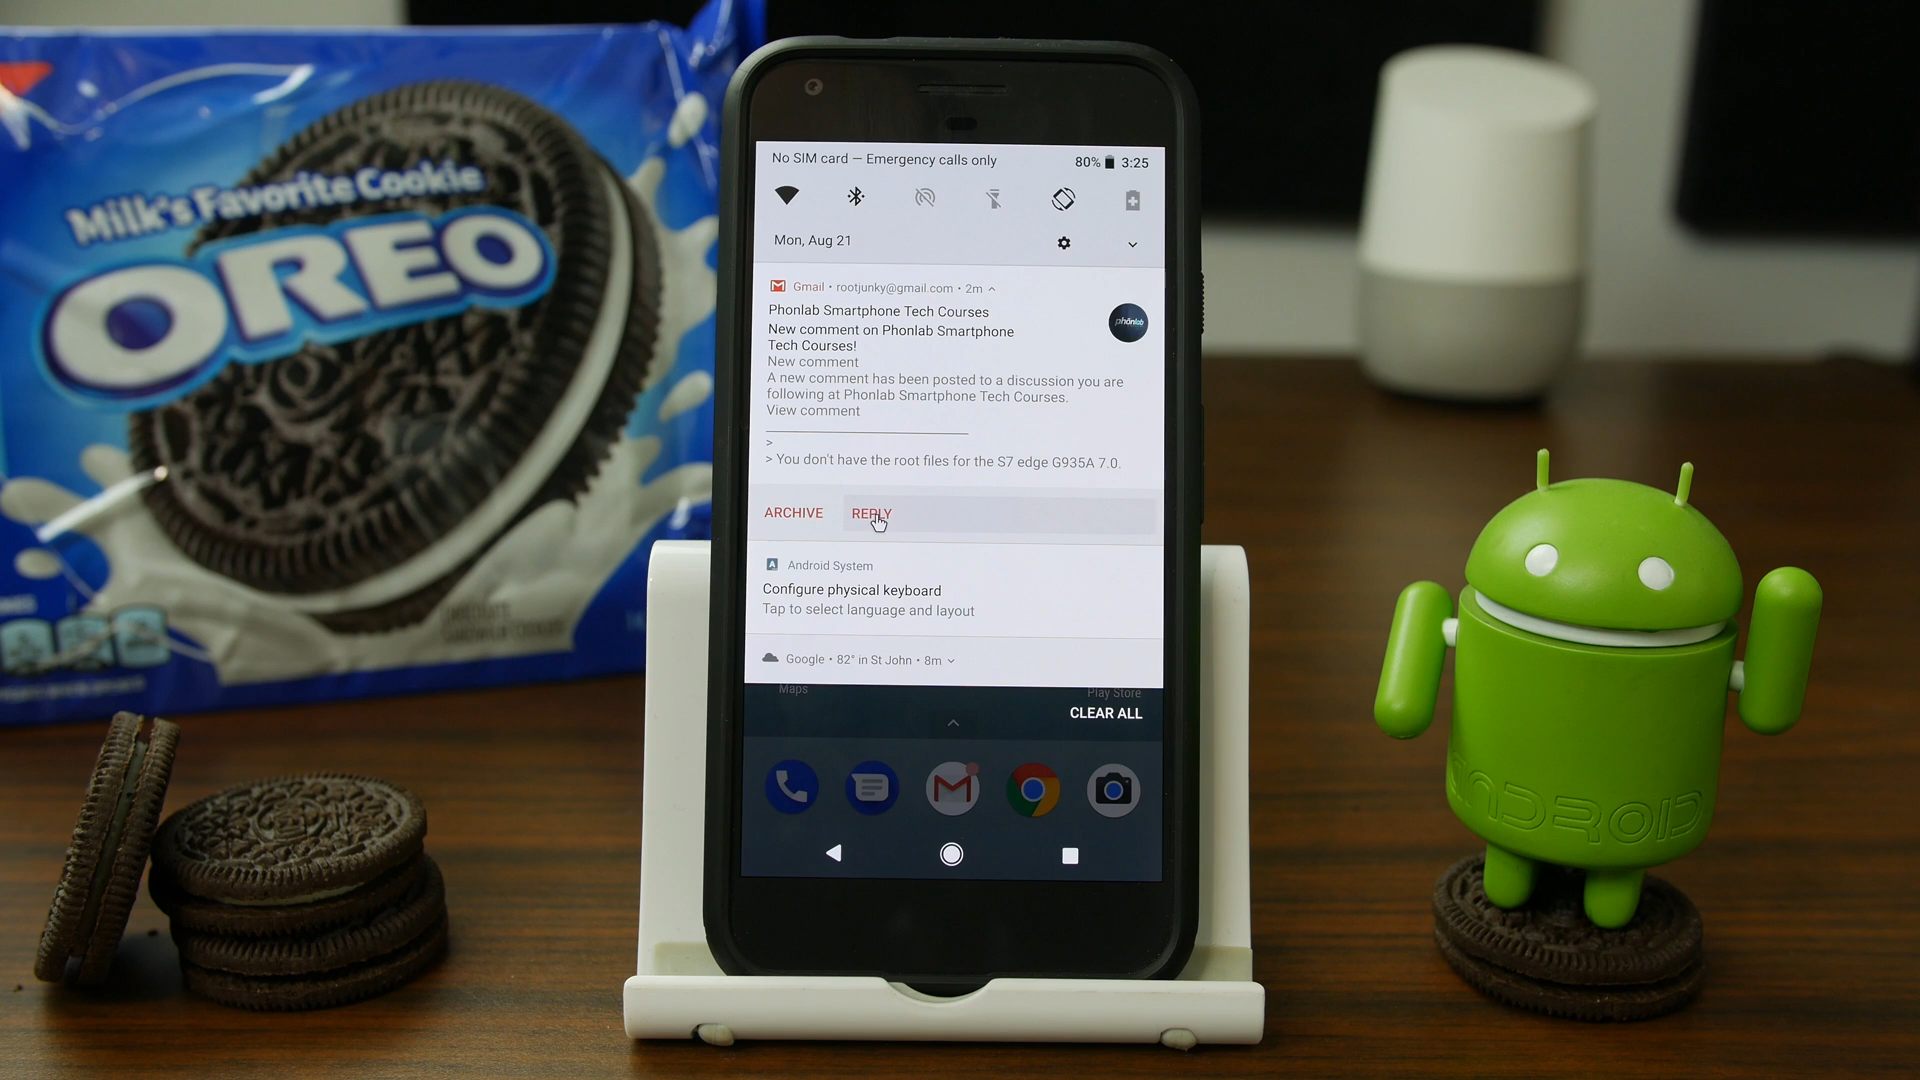 Milk's Favorite Cookie
OREO
No SIM card — Emergency calls only
80% 3:25
Mon, Aug 21
Gmail • rootjunky@gmail.com • 2m
Phonlab Smartphone Tech Courses
New comment on Phonlab Smartphone
Tech Courses!
phonlab
New comment
A new comment has been posted to a discussion you are
following at Phonlab Smartphone Tech Courses.
View comment
>
> You don't have the root files for the S7 edge G935A 7.0.
ARCHIVE REPLY
Android System
Configure physical keyboard
Tap to select language and layout
Google • 82° in St John • 8m
Maps Play Store
CLEAR ALL
ANDROID